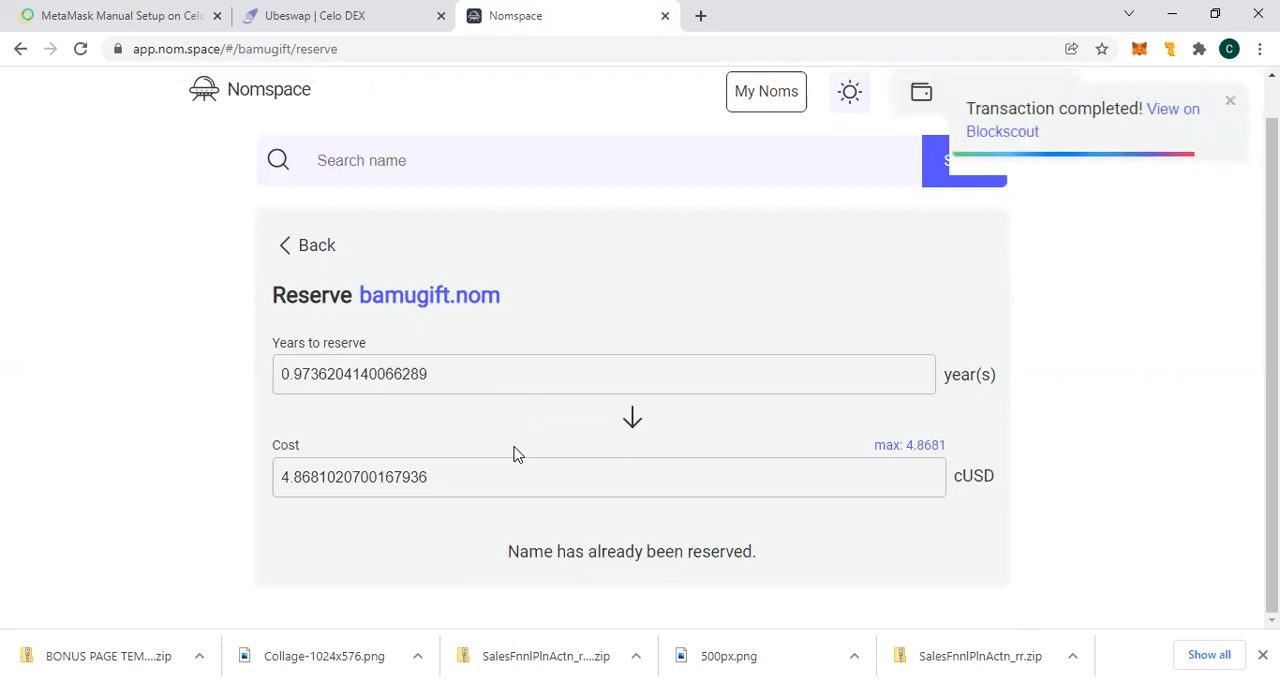 MetaMask Manual Setup on Celo
Ubeswap | Celo DEX
Nomspace
app.nom.space/#/bamugift/reserve
C
Nomspace
My Noms
Transaction completed! View on
Blockscout
Search name
Back
Reserve bamugift.nom
Years to reserve
0.9736204140066289
year(s)
Cost
max: 4.8681
4.8681020700167936
cUSD
Name has already been reserved.
BONUS PAGE TEM....zip
Collage-1024x576.png
SalesFnnlPlnActn_r....zip
500px.png
SalesFnnlPlnActn_rr.zip
Show all